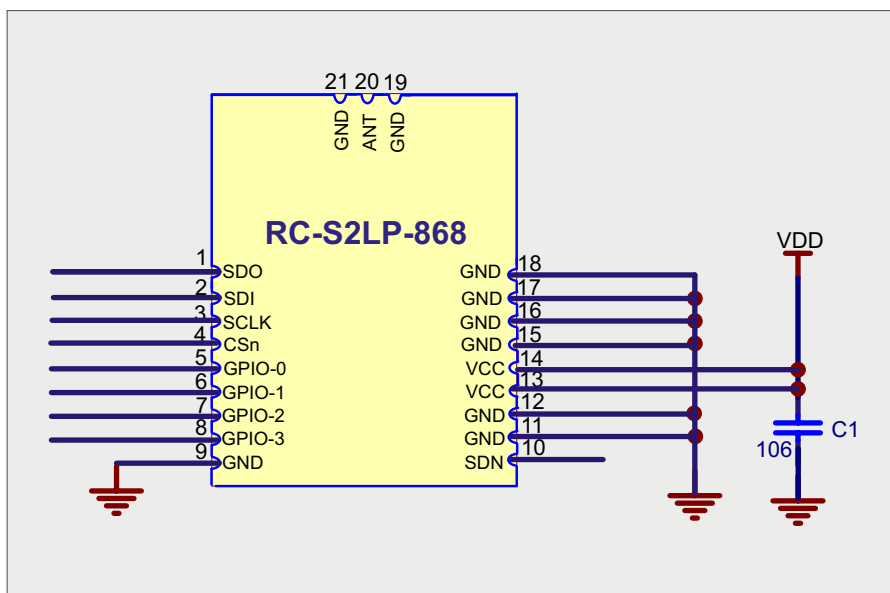 21 20 19
GND ANT GND
RC-S2LP-868
VDD
1 SDO
2 SDI
3 SCLK
4 CSn
5 GPIO-0
6 GPIO-1
7 GPIO-2
8 GPIO-3
9 GND
GND 18
GND 17
GND 16
GND 15
VCC 14
VCC 13
GND 12
GND 11
SDN 10
C1
106